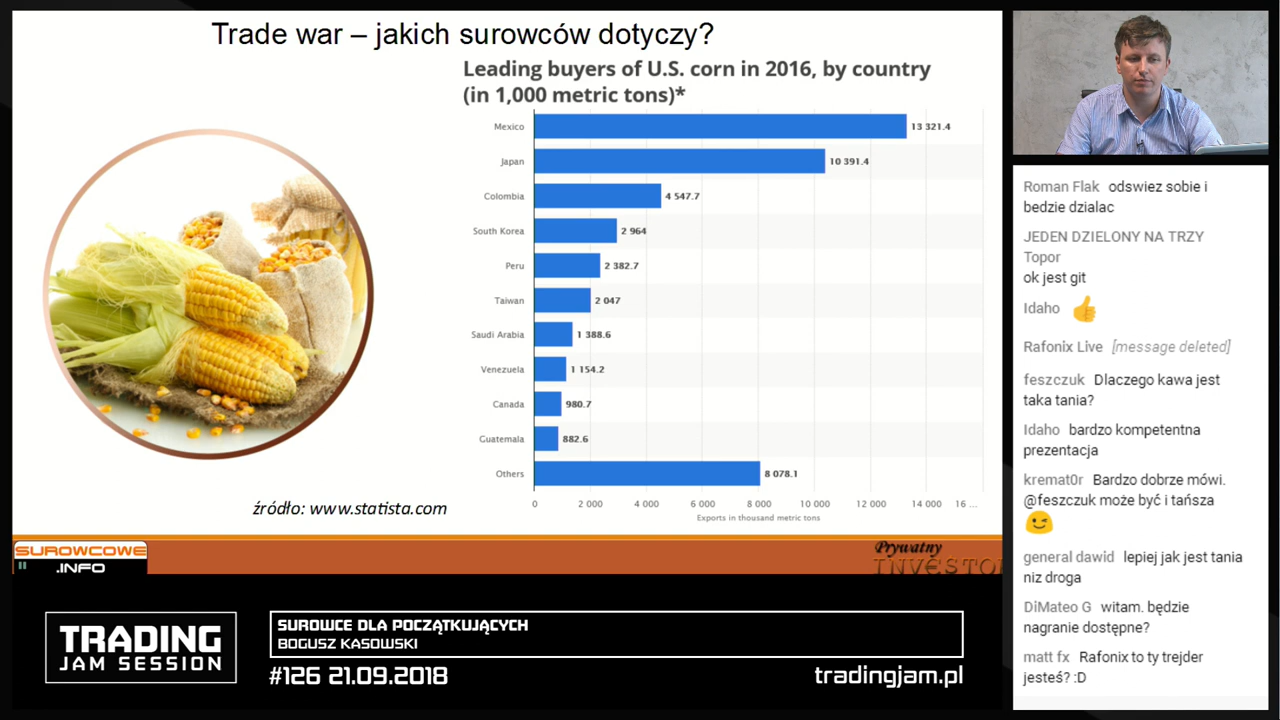 Trade war – jakich surowców dotyczy?
Leading buyers of U.S. corn in 2016, by country
(in 1,000 metric tons)*
Mexico 13 321.4
Japan 10 391.4
Colombia 4 547.7
South Korea 2 964
Peru 2 382.7
Taiwan 2 047
Saudi Arabia 1 388.6
Venezuela 1 154.2
Canada 980.7
Guatemala 882.6
Others 8 078.1
0 2 000 4 000 6 000 8 000 10 000 12 000 14 000 16 ...
Exports in thousand metric tons
źródło: www.statista.com
SUROWCOWE
.INFO
Prywatny
INVESTO
TRADING
JAM SESSION
SUROWCE DLA POCZĄTKUJĄCYCH
BOGUSZ KASOWSKI
#126 21.09.2018
tradingjam.pl
Roman Flak odswiez sobie i
bedzie dzialac
JEDEN DZIELONY NA TRZY
Topor
ok jest git
Idaho
Rafonix Live [message deleted]
feszczuk Dlaczego kawa jest
taka tania?
Idaho bardzo kompetentna
prezentacja
kremat0r Bardzo dobrze mówi.
@feszczuk może być i tańsza
general dawid lepiej jak jest tania
niz droga
DiMateo G witam. będzie
nagranie dostępne?
matt fx Rafonix to ty trejder
jesteś? :D